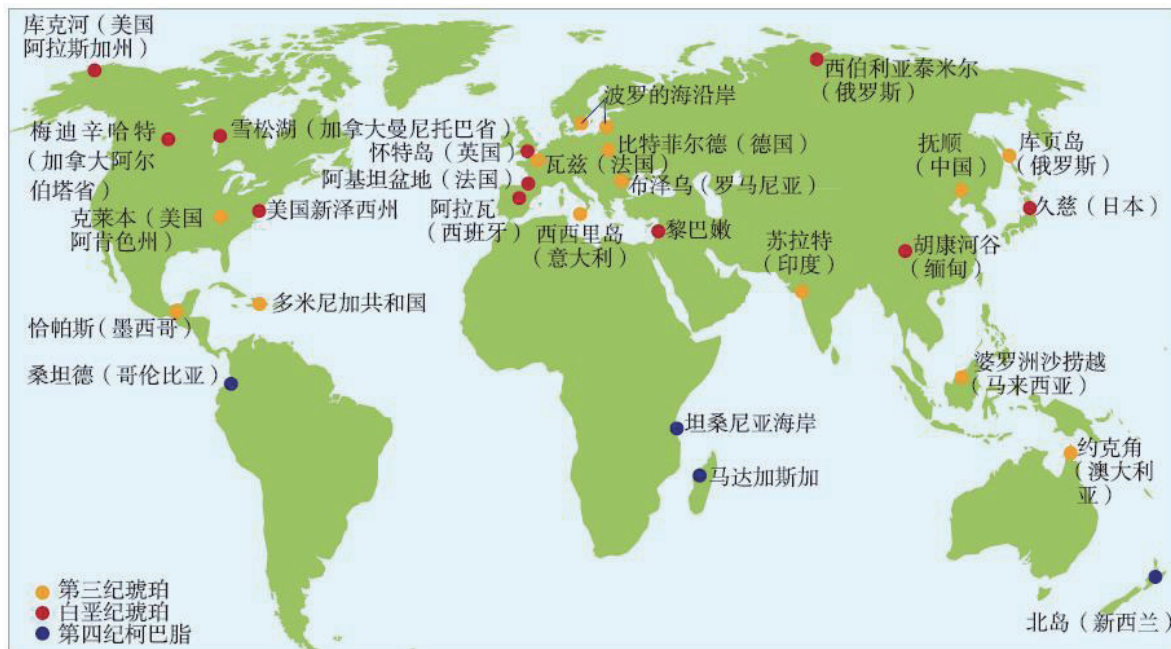 库克河（美国
阿拉斯加州）
西伯利亚泰米尔
（俄罗斯）
波罗的海沿岸
梅迪辛哈特
（加拿大阿尔
伯塔省）
雪松湖（加拿大曼尼托巴省）
怀特岛（英国）
比特菲尔德（德国）
瓦兹（法国）
抚顺
（中国）
库页岛
（俄罗斯）
阿基坦盆地（法国）
布泽乌（罗马尼亚）
克莱本（美国
阿肯色州）
美国新泽西州
阿拉瓦
（西班牙）
西西里岛
（意大利）
黎巴嫩
苏拉特
（印度）
久慈（日本）
胡康河谷
（缅甸）
多米尼加共和国
恰帕斯（墨西哥）
桑坦德（哥伦比亚）
婆罗洲沙捞越
（马来西亚）
坦桑尼亚海岸
马达加斯加
约克角
（澳大利
亚）
第三纪琥珀
白垩纪琥珀
第四纪柯巴脂
北岛（新西兰）